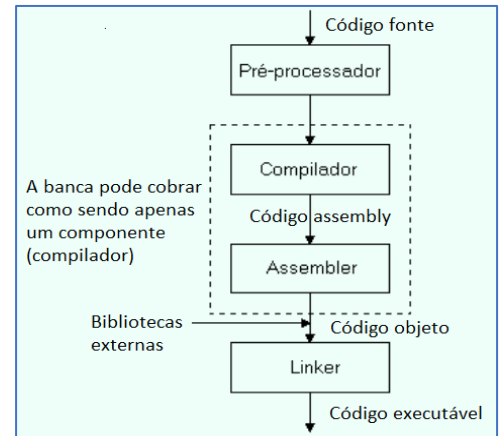 Código fonte
Pré-processador
Compilador
A banca pode cobrar
como sendo apenas
um componente
(compilador)
Código assembly
Assembler
Bibliotecas
externas
Código objeto
Linker
Código executável